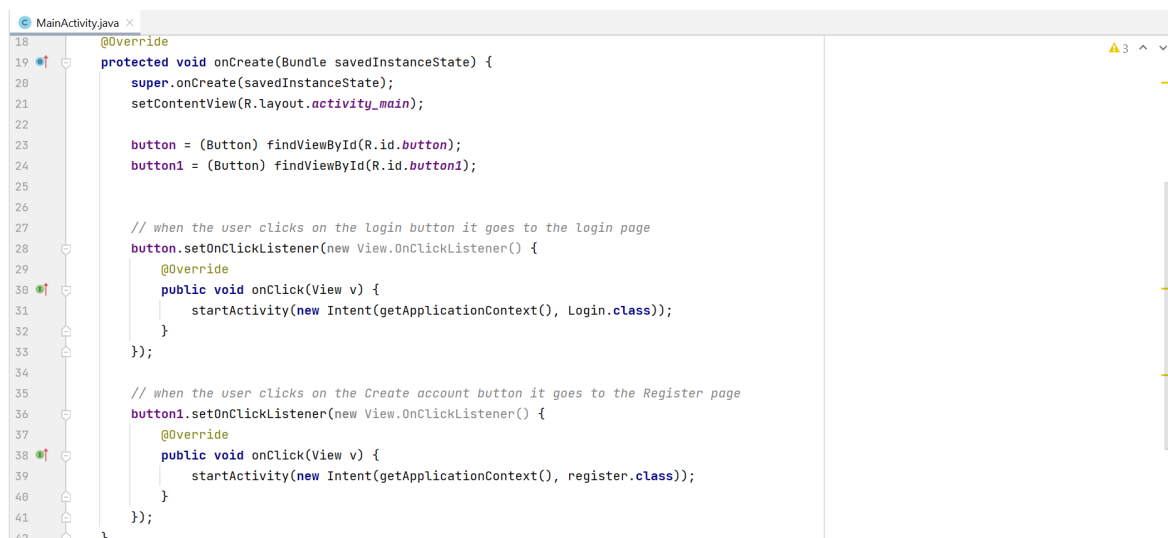 MainActivity.java
3
18 @Override
19 protected void onCreate(Bundle savedInstanceState) {
20 super.onCreate(savedInstanceState);
21 setContentView(R.layout.activity_main);
22
23 button = (Button) findViewById(R.id.button);
24 button1 = (Button) findViewById(R.id.button1);
25
26
27 // when the user clicks on the login button it goes to the login page
28 button.setOnClickListener(new View.OnClickListener() {
29 @Override
30 public void onClick(View v) {
31 startActivity(new Intent(getApplicationContext(), Login.class));
32 }
33 });
34
35 // when the user clicks on the Create account button it goes to the Register page
36 button1.setOnClickListener(new View.OnClickListener() {
37 @Override
38 public void onClick(View v) {
39 startActivity(new Intent(getApplicationContext(), register.class));
40 }
41 });
42 }